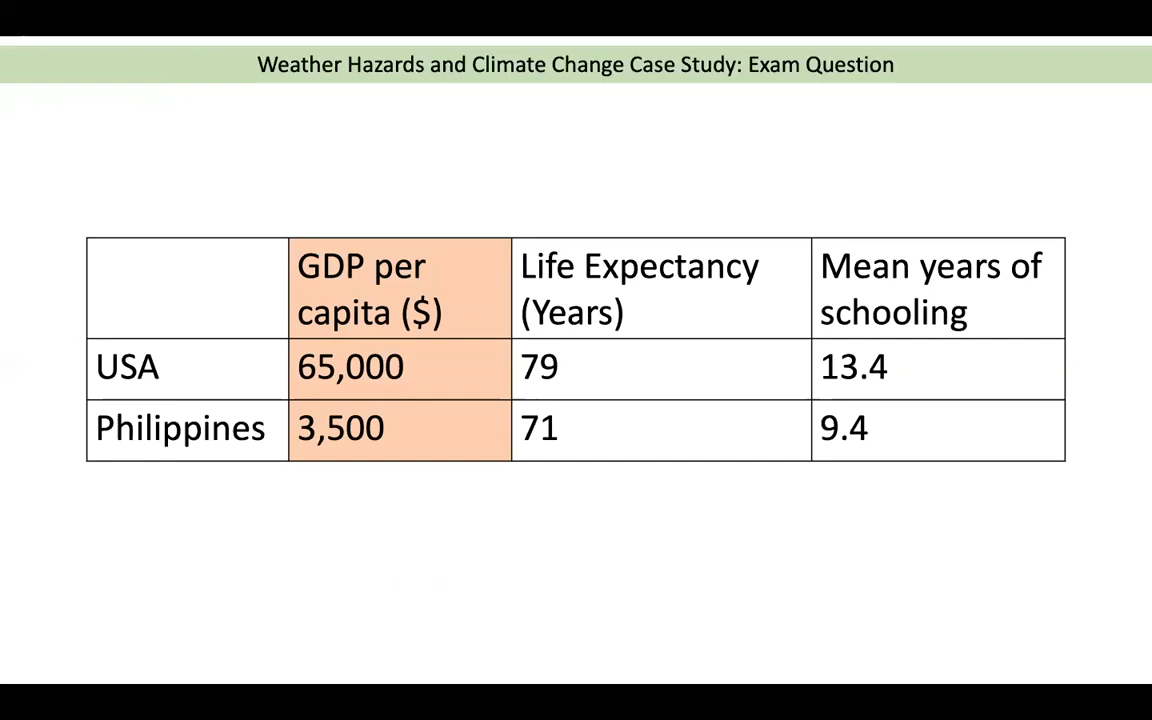 Weather Hazards and Climate Change Case Study: Exam Question
GDP per capita ($) Life Expectancy (Years) Mean years of schooling
USA 65,000 79 13.4
Philippines 3,500 71 9.4